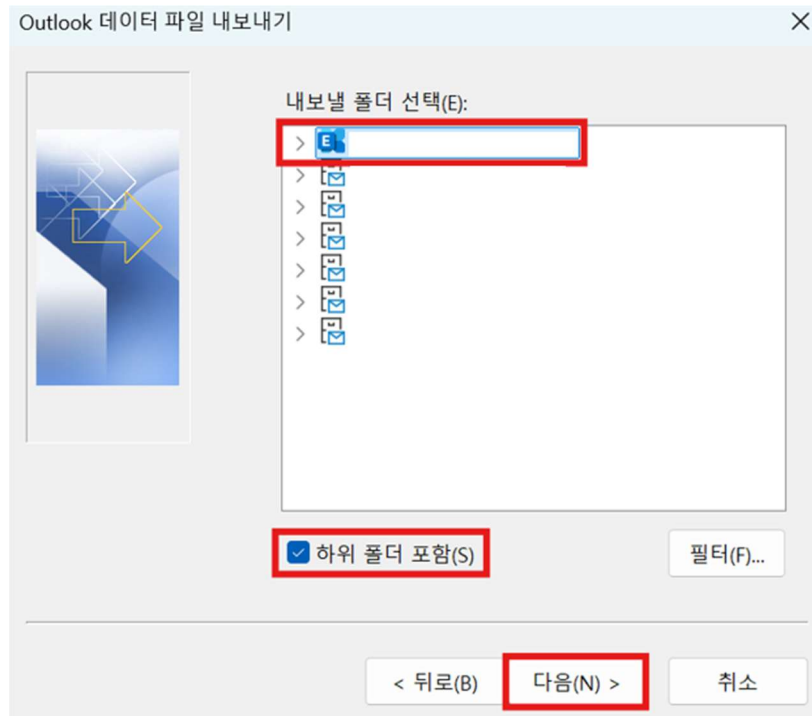 Outlook 데이터 파일 내보내기
내보낼 폴더 선택(E):
E
하위 폴더 포함(S)
필터(F)...
< 뒤로(B)
다음(N) >
취소